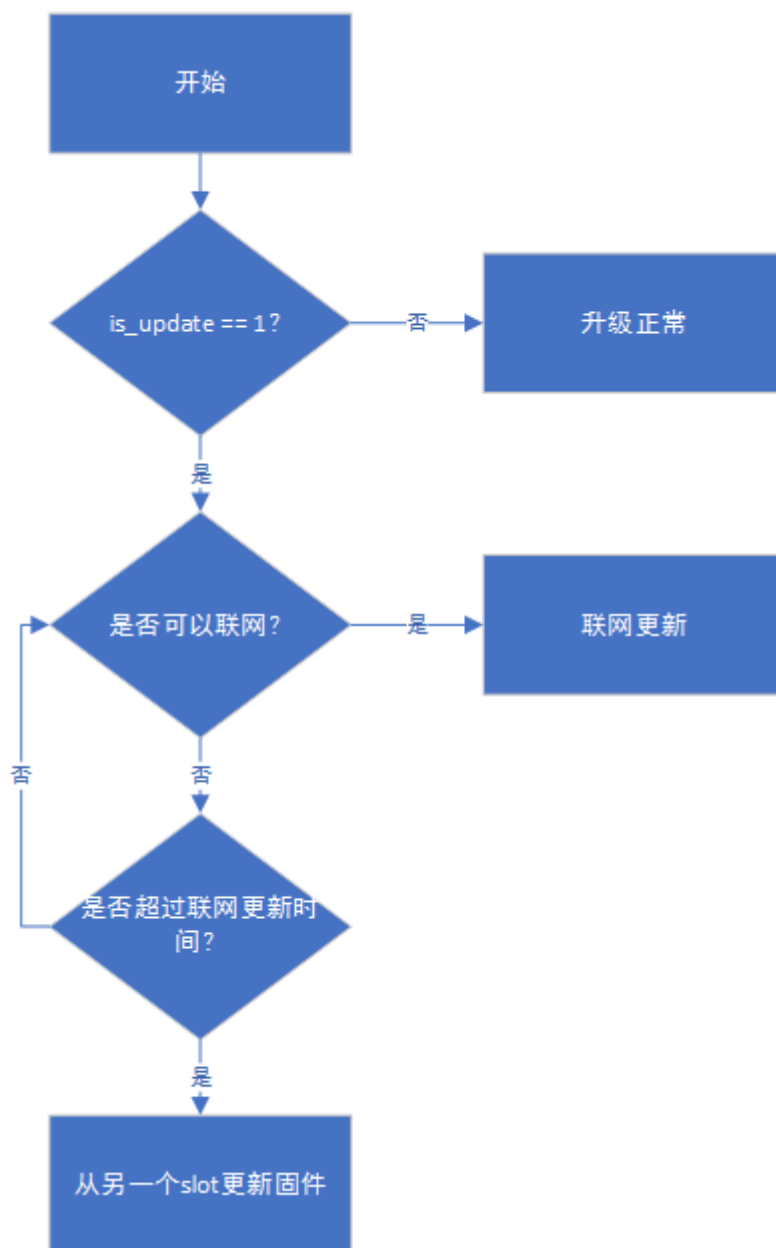 开始
is_update == 1?
否
升级正常
是
是否可以联网?
是
联网更新
否
否
是否超过联网更新时
间?
是
从另一个slot更新固件